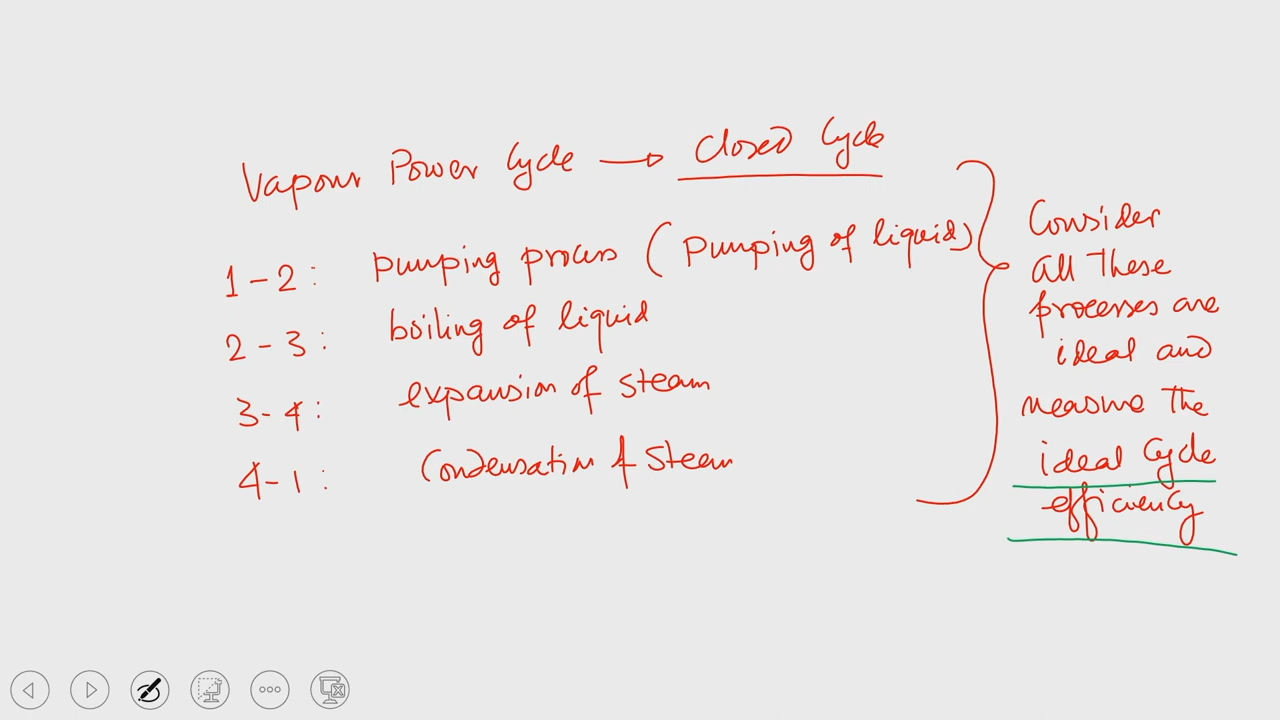 Vapour Power Cycle → Closed Cycle
1-2: pumping process (Pumping of liquid)
2-3: boiling of liquid
3-4: expansion of steam
4-1: Condensation of steam
Consider
all these
processes are
ideal and
measure the
ideal Cycle
efficiency